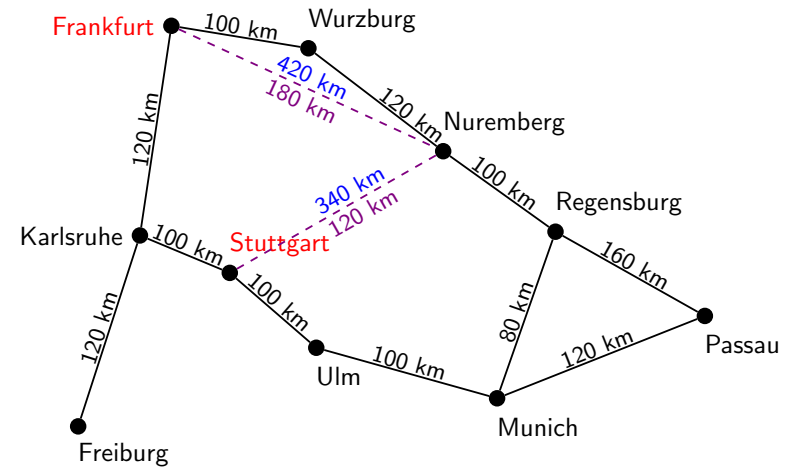 Wurzburg
Frankfurt
100 km
420 km
180 km
120 km
Nuremberg
120 km
100 km
340 km
120 km
Regensburg
Karlsruhe
100 km
Stuttgart
160 km
100 km
80 km
120 km
100 km
120 km
Passau
Ulm
Munich
Freiburg